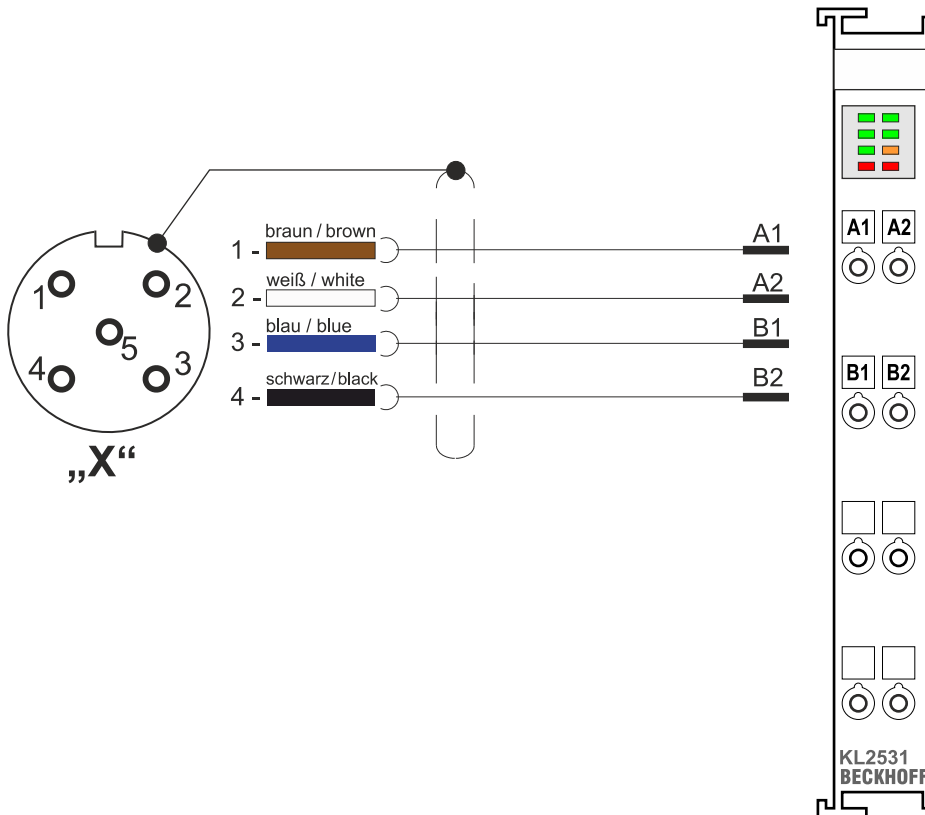 1 2
5
4 3
„X“
braun / brown
1 -
A1
weiß / white
2 -
A2
blau / blue
3 -
B1
schwarz/black
4 -
B2
A1 A2
B1 B2
KL2531
BECKHOFF